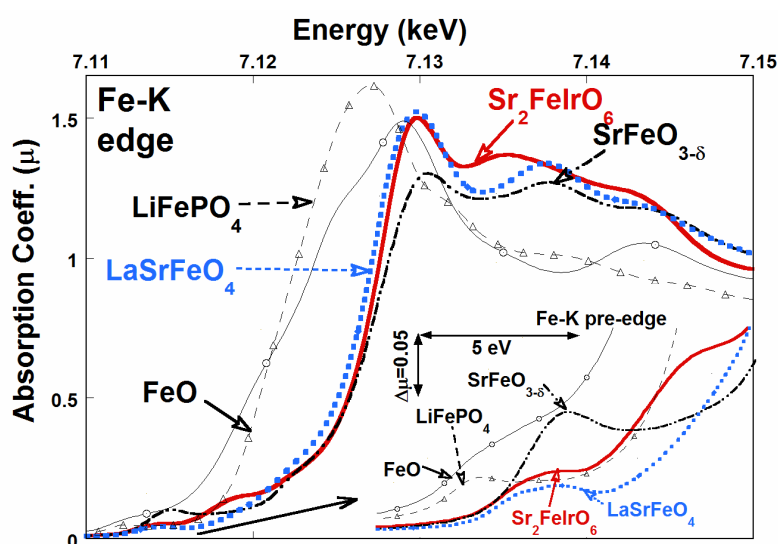 Energy (keV)
7.11 7.12 7.13 7.14 7.15
Absorption Coeff. (μ)
1.5
1
0.5
0
Fe-K
edge
Sr2FeIrO6
SrFeO3-δ
LiFePO4
LaSrFeO4
FeO
Fe-K pre-edge
5 eV
Δμ=0.05
SrFeO3-δ
LiFePO4
FeO
LaSrFeO4
Sr2FeIrO6